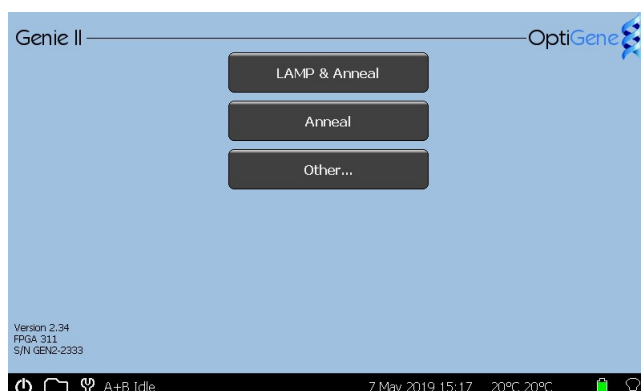 Genie II
OptiGene
LAMP & Anneal
Anneal
Other...
Version 2.34
FPGA 311
S/N GEN2-2333
A+B Idle 7 May 2019 15:17 20°C 20°C